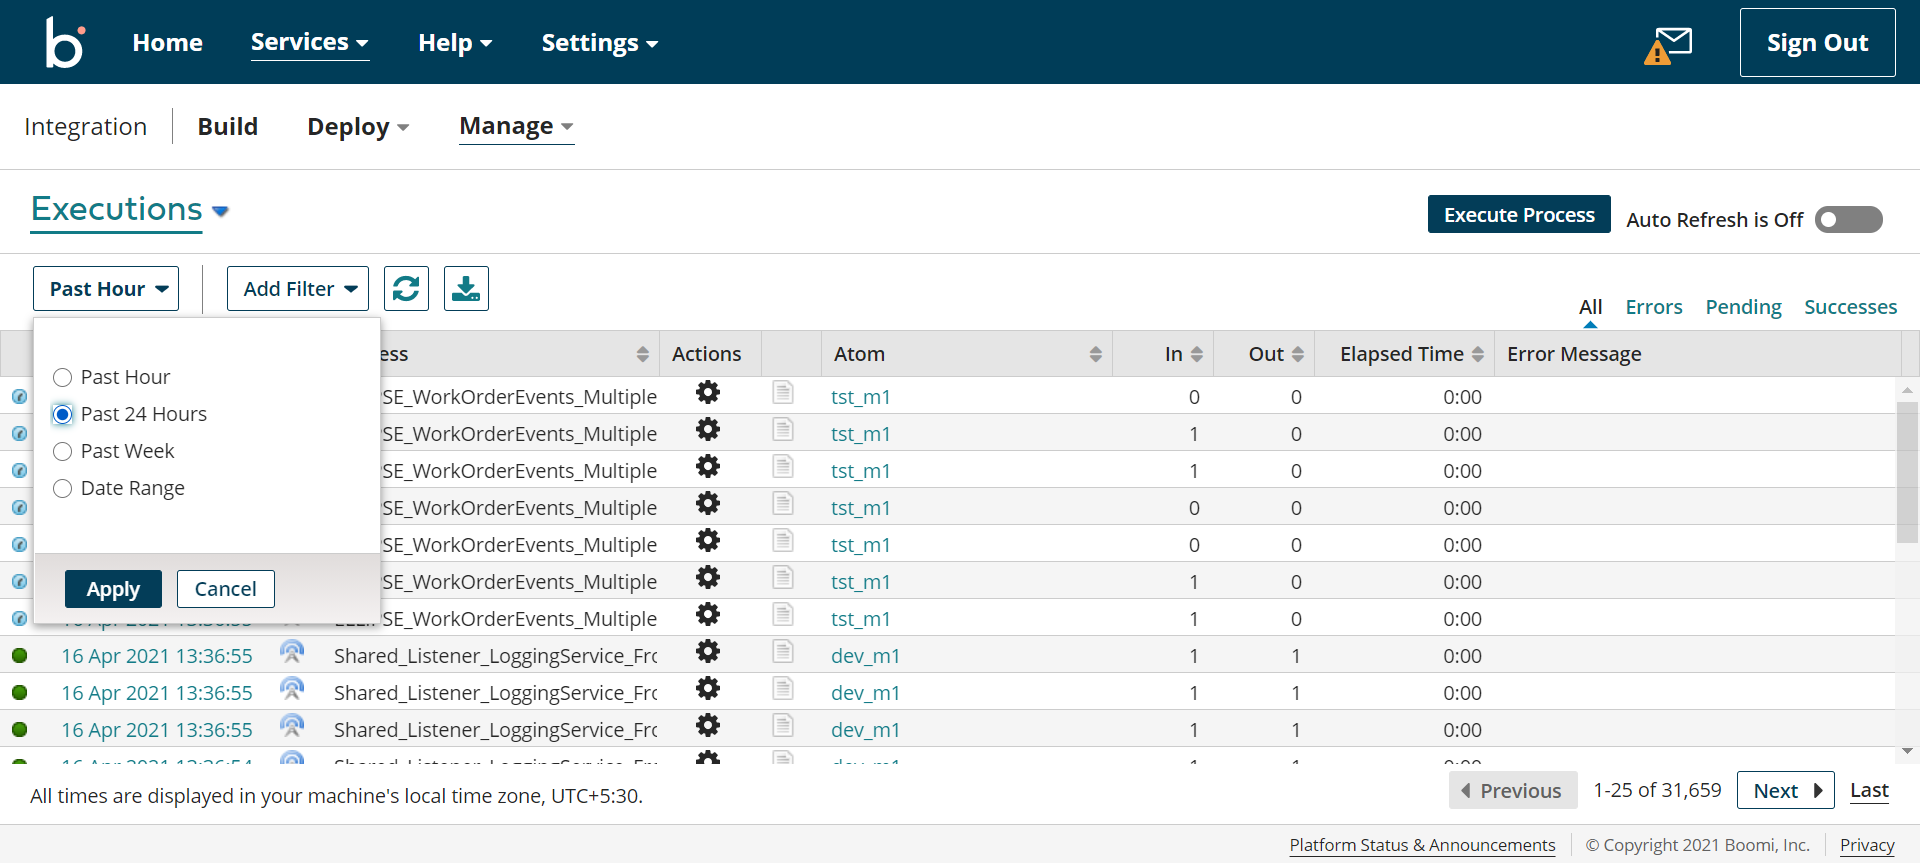 b Home Services Help Settings Sign Out
Integration Build Deploy Manage
Executions Execute Process Auto Refresh is Off
Past Hour Add Filter
All Errors Pending Successes
ess Actions Atom In Out Elapsed Time Error Message
Past Hour
Past 24 Hours
Past Week
Date Range
Apply Cancel
SE_WorkOrderEvents_Multiple tst_m1 0 0 0:00
SE_WorkOrderEvents_Multiple tst_m1 1 0 0:00
SE_WorkOrderEvents_Multiple tst_m1 1 0 0:00
SE_WorkOrderEvents_Multiple tst_m1 0 0 0:00
SE_WorkOrderEvents_Multiple tst_m1 0 0 0:00
SE_WorkOrderEvents_Multiple tst_m1 1 0 0:00
SE_WorkOrderEvents_Multiple tst_m1 1 0 0:00
16 Apr 2021 13:36:55 Shared_Listener_LoggingService_Fro dev_m1 1 1 0:00
16 Apr 2021 13:36:55 Shared_Listener_LoggingService_Fro dev_m1 1 1 0:00
16 Apr 2021 13:36:55 Shared_Listener_LoggingService_Fro dev_m1 1 1 0:00
All times are displayed in your machine's local time zone, UTC+5:30. Previous 1-25 of 31,659 Next Last
Platform Status & Announcements © Copyright 2021 Boomi, Inc. Privacy